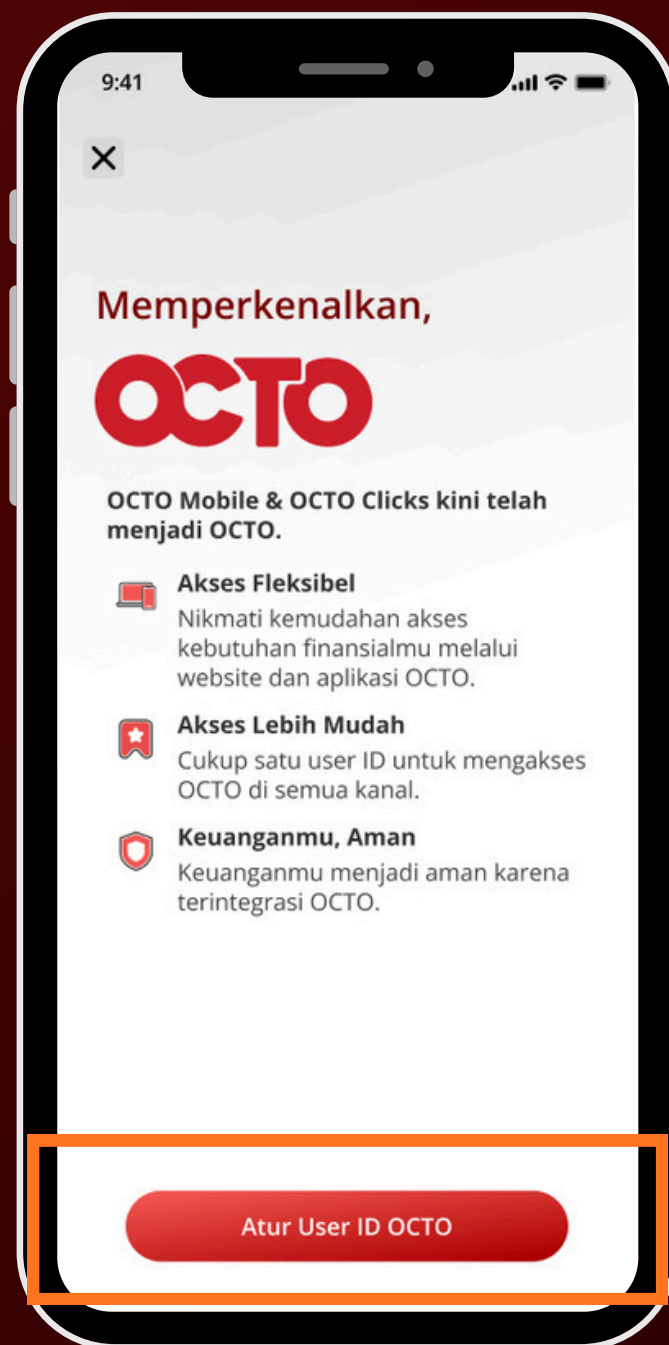 9:41
Memperkenalkan,
OCTO
OCTO Mobile & OCTO Clicks kini telah
menjadi OCTO.
Akses Fleksibel
Nikmati kemudahan akses
kebutuhan finansialmu melalui
website dan aplikasi OCTO.
Akses Lebih Mudah
Cukup satu user ID untuk mengakses
OCTO di semua kanal.
Keuanganmu, Aman
Keuanganmu menjadi aman karena
terintegrasi OCTO.
Atur User ID OCTO